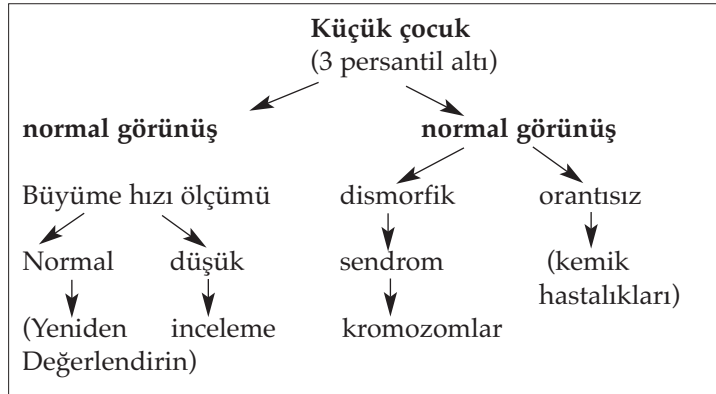 Küçük çocuk
(3 persantil altı)
normal görünüş normal görünüş
Büyüme hızı ölçümü dismorfik orantısız
Normal düşük sendrom (kemik
hastalıkları)
(Yeniden inceleme kromozomlar
Değerlendirin)